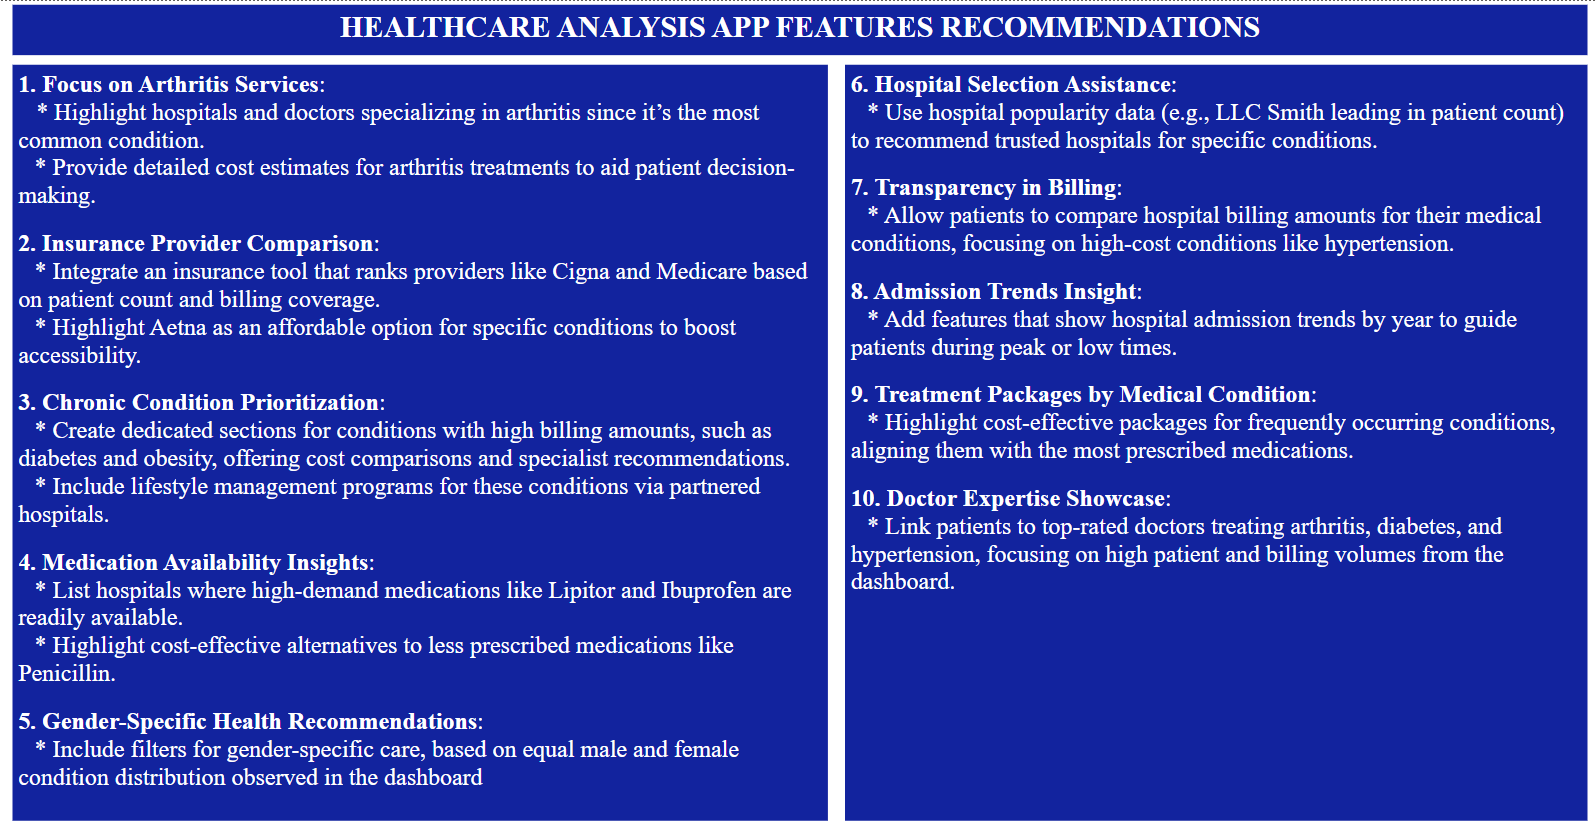 HEALTHCARE ANALYSIS APP FEATURES RECOMMENDATIONS
1. Focus on Arthritis Services:
* Highlight hospitals and doctors specializing in arthritis since it’s the most
common condition.
* Provide detailed cost estimates for arthritis treatments to aid patient decision-
making.
2. Insurance Provider Comparison:
* Integrate an insurance tool that ranks providers like Cigna and Medicare based
on patient count and billing coverage.
* Highlight Aetna as an affordable option for specific conditions to boost
accessibility.
3. Chronic Condition Prioritization:
* Create dedicated sections for conditions with high billing amounts, such as
diabetes and obesity, offering cost comparisons and specialist recommendations.
* Include lifestyle management programs for these conditions via partnered
hospitals.
4. Medication Availability Insights:
* List hospitals where high-demand medications like Lipitor and Ibuprofen are
readily available.
* Highlight cost-effective alternatives to less prescribed medications like
Penicillin.
5. Gender-Specific Health Recommendations:
* Include filters for gender-specific care, based on equal male and female
condition distribution observed in the dashboard
6. Hospital Selection Assistance:
* Use hospital popularity data (e.g., LLC Smith leading in patient count)
to recommend trusted hospitals for specific conditions.
7. Transparency in Billing:
* Allow patients to compare hospital billing amounts for their medical
conditions, focusing on high-cost conditions like hypertension.
8. Admission Trends Insight:
* Add features that show hospital admission trends by year to guide
patients during peak or low times.
9. Treatment Packages by Medical Condition:
* Highlight cost-effective packages for frequently occurring conditions,
aligning them with the most prescribed medications.
10. Doctor Expertise Showcase:
* Link patients to top-rated doctors treating arthritis, diabetes, and
hypertension, focusing on high patient and billing volumes from the
dashboard.